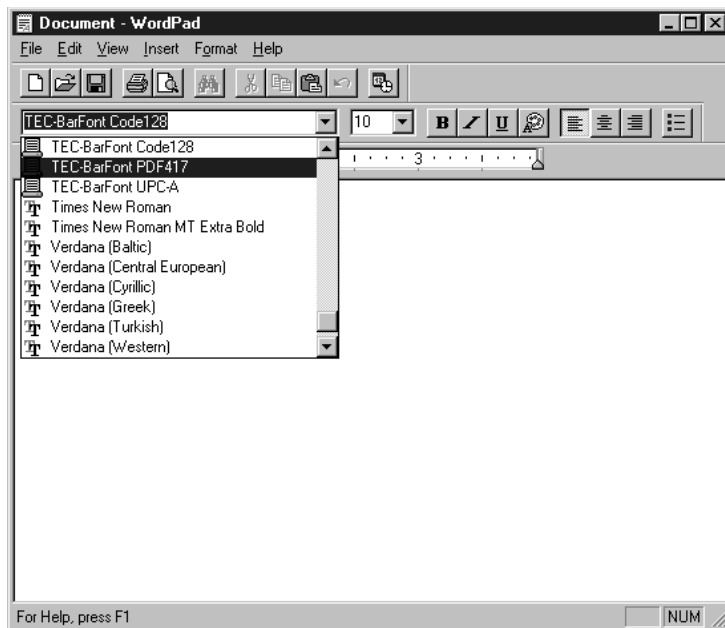 Document - WordPad
File Edit View Insert Format Help
TEC-BarFont Code128 10 B I U
TEC-BarFont Code128
TEC-BarFont PDF417
3
TEC-BarFont UPC-A
Times New Roman
Times New Roman MT Extra Bold
Verdana (Baltic)
Verdana (Central European)
Verdana (Cyrillic)
Verdana (Greek)
Verdana (Turkish)
Verdana (Western)
For Help, press F1 NUM